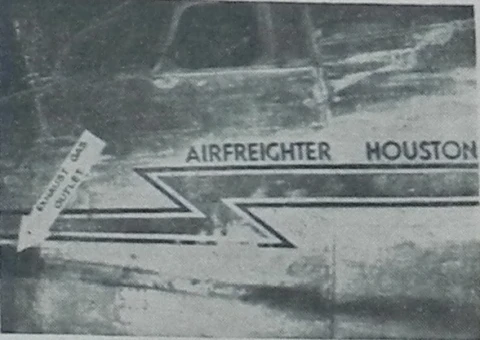 AIRFREIGHTER HOUSTON
EXHAUST GAS
OUTLET